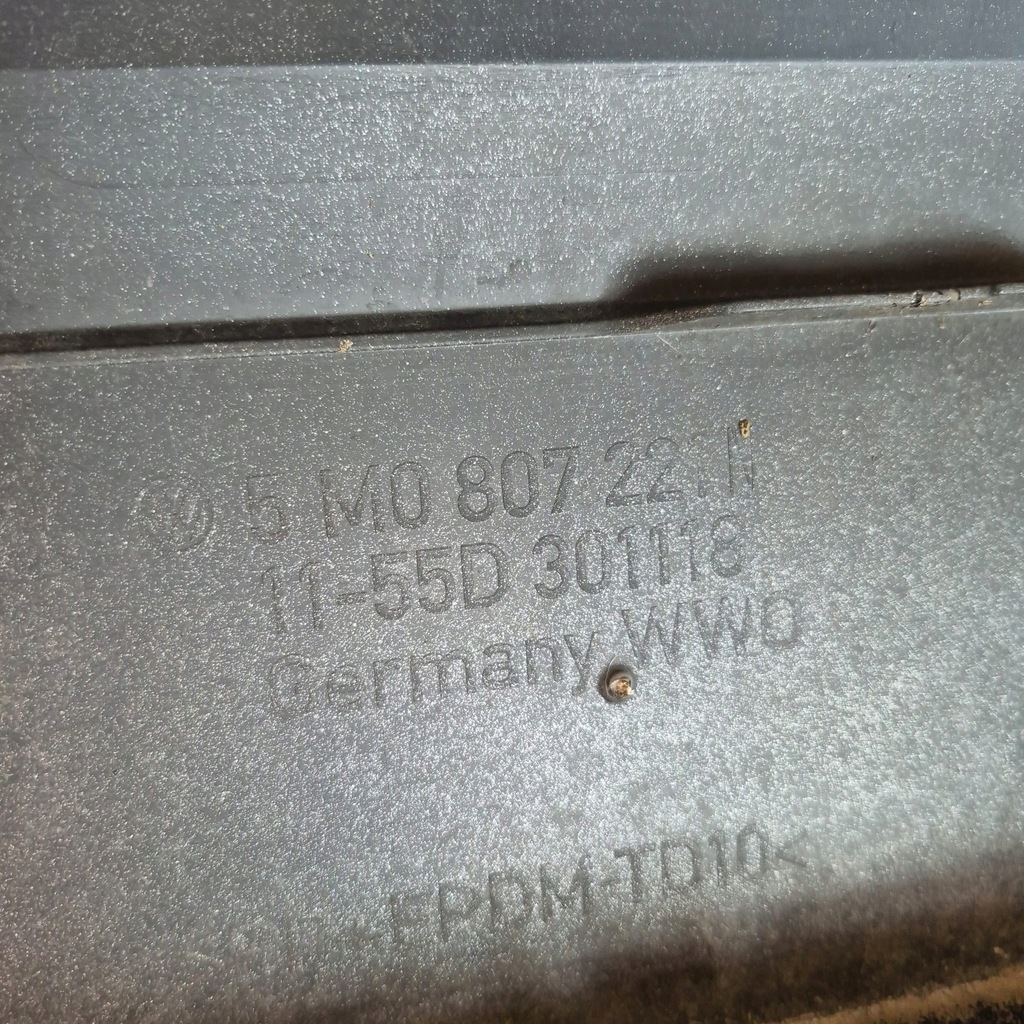 5 M0 807 221 H
11-55D 301118
Germany WWO
+EPDM-TD10<